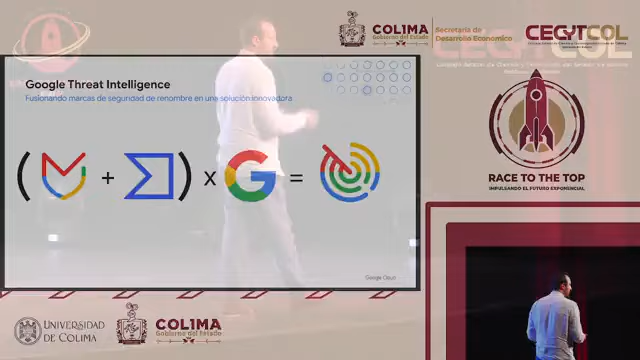 COLIMA
Gobierno del Estado
Secretaría de
Desarrollo Económico
CECYTCOL
Google Threat Intelligence
Fusionando marcas de seguridad de renombre en una solución innovadora
( + ) x G =
Google Cloud
RACE TO THE TOP
IMPULSANDO EL FUTURO EXPONENCIAL
UNIVERSIDAD
DE COLIMA
COLIMA
Gobierno del Estado